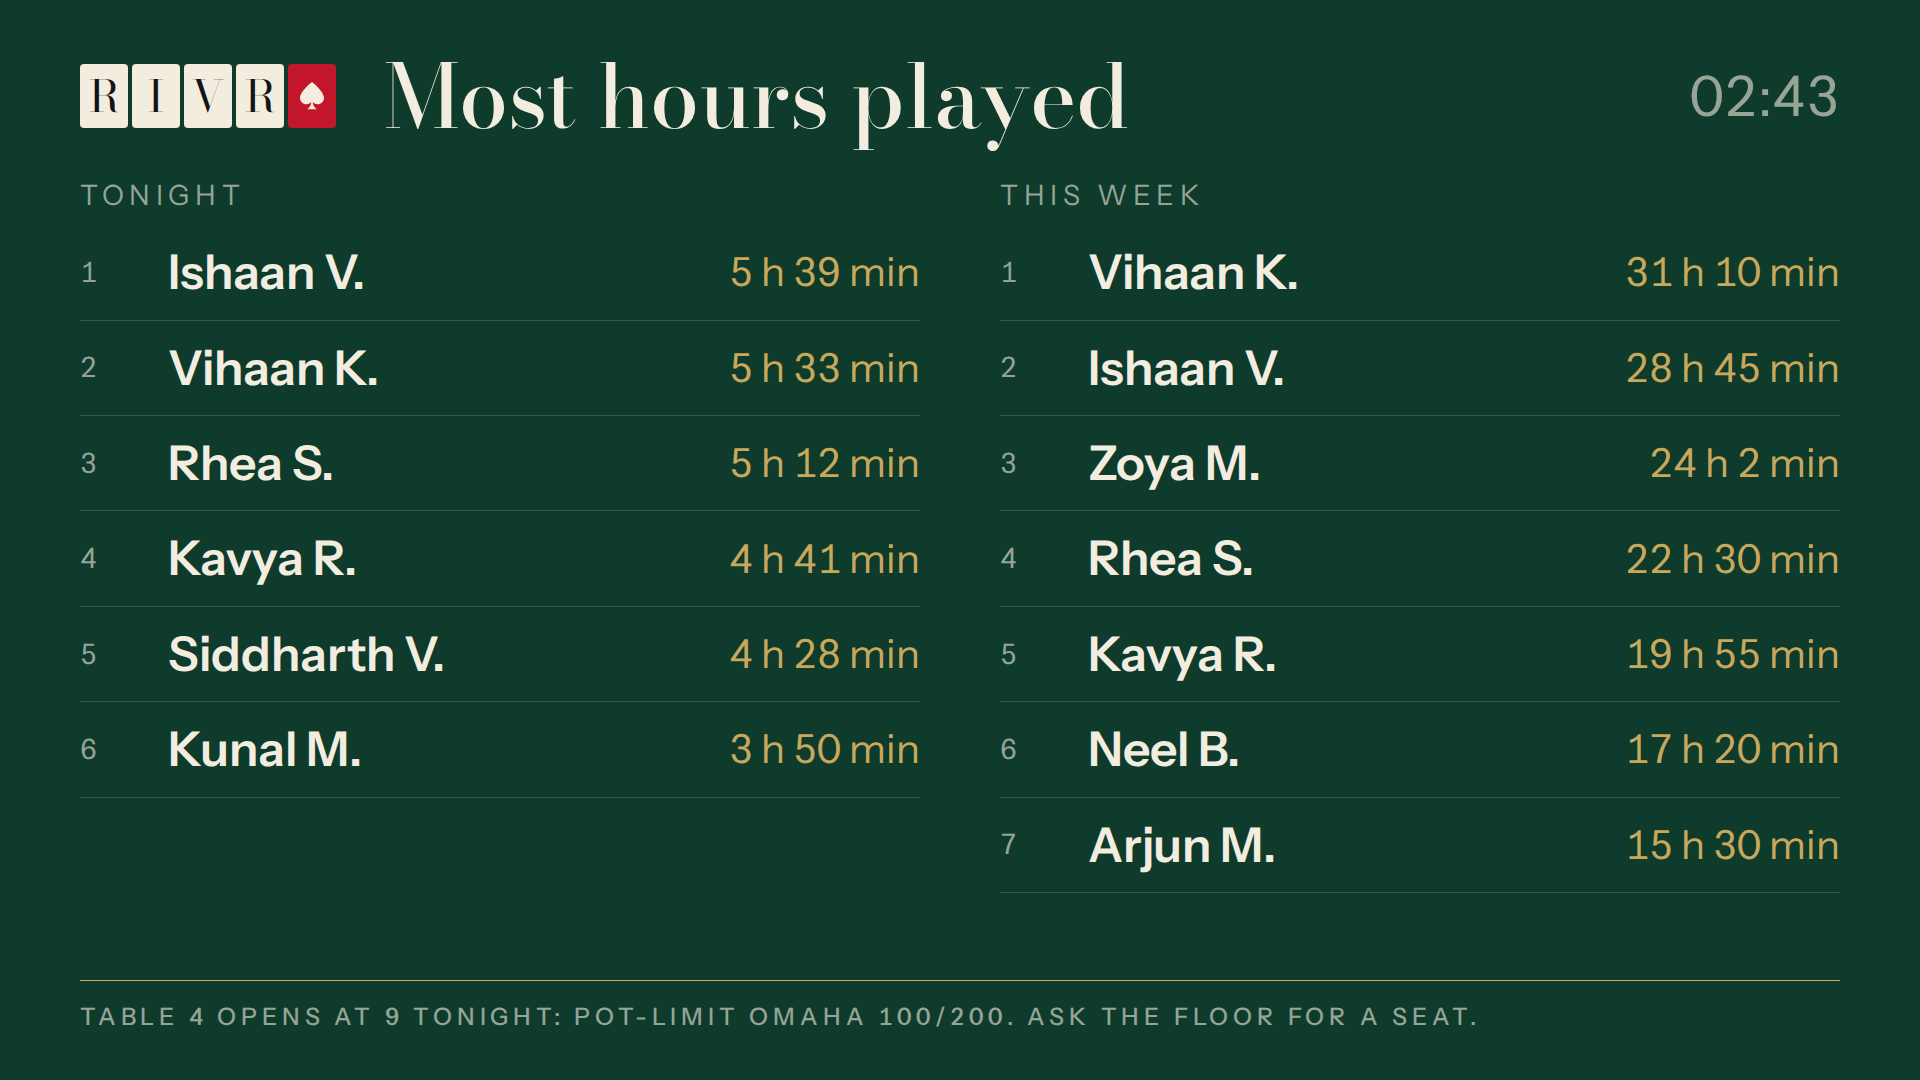 RIVR♠ Most hours played 02:43
TONIGHT
1 Ishaan V. 5 h 39 min
2 Vihaan K. 5 h 33 min
3 Rhea S. 5 h 12 min
4 Kavya R. 4 h 41 min
5 Siddharth V. 4 h 28 min
6 Kunal M. 3 h 50 min
THIS WEEK
1 Vihaan K. 31 h 10 min
2 Ishaan V. 28 h 45 min
3 Zoya M. 24 h 2 min
4 Rhea S. 22 h 30 min
5 Kavya R. 19 h 55 min
6 Neel B. 17 h 20 min
7 Arjun M. 15 h 30 min
TABLE 4 OPENS AT 9 TONIGHT: POT-LIMIT OMAHA 100/200. ASK THE FLOOR FOR A SEAT.